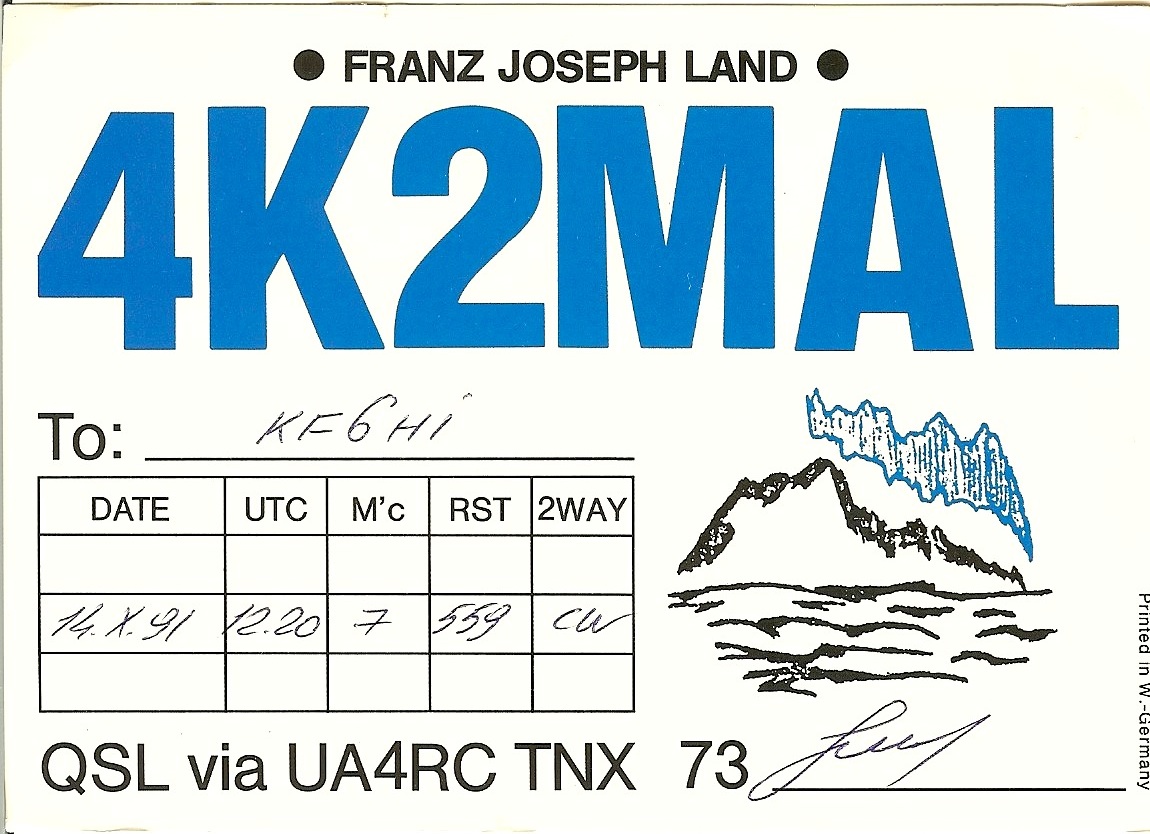 ● FRANZ JOSEPH LAND ●
4K2MAL
To: KF6HI
DATE UTC M'c RST 2WAY
14.X.91 12.20 7 559 CW
QSL via UA4RC TNX 73
Printed in W.-Germany